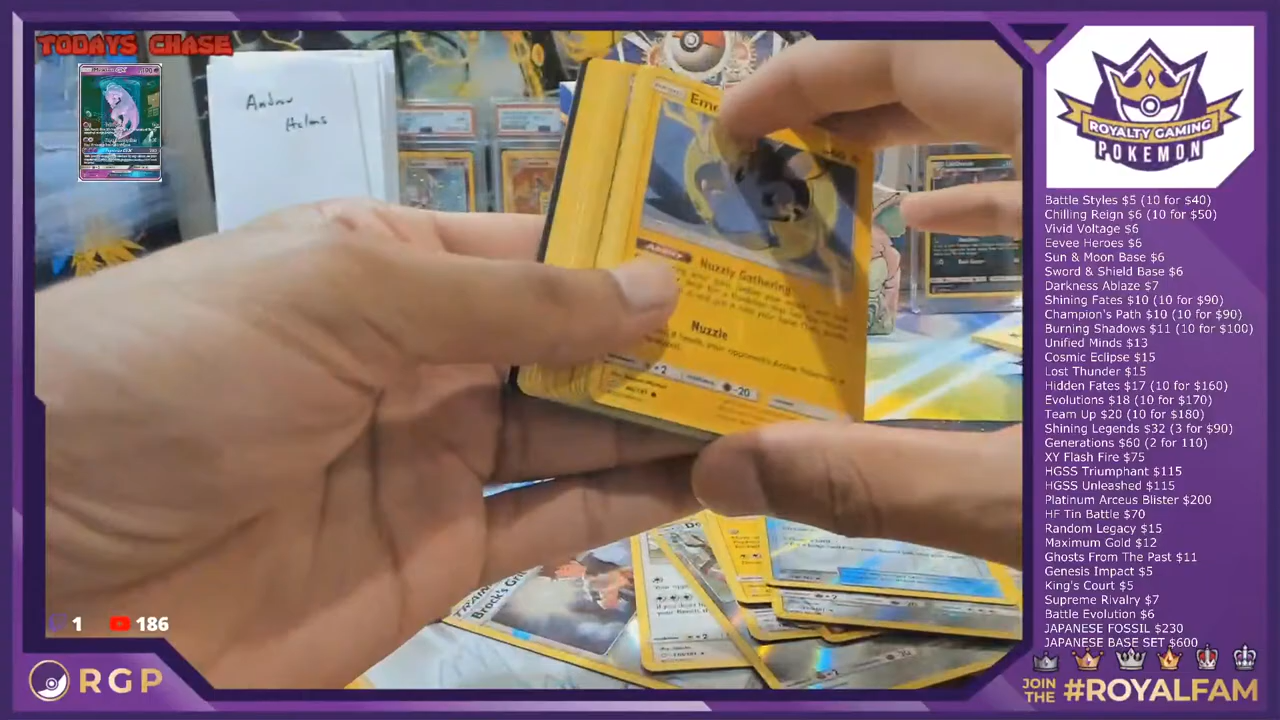 TODAYS CHASE
Andrew
Holms
Eme
ABILITY Nuzzly Gathering
Nuzzle
-20
Brock's Gri
TRAINER
1
186
RGP
ROYALTY GAMING
POKEMON
Battle Styles $5 (10 for $40)
Chilling Reign $6 (10 for $50)
Vivid Voltage $6
Eevee Heroes $6
Sun & Moon Base $6
Sword & Shield Base $6
Darkness Ablaze $7
Shining Fates $10 (10 for $90)
Champion's Path $10 (10 for $90)
Burning Shadows $11 (10 for $100)
Unified Minds $13
Cosmic Eclipse $15
Lost Thunder $15
Hidden Fates $17 (10 for $160)
Evolutions $18 (10 for $170)
Team Up $20 (10 for $180)
Shining Legends $32 (3 for $90)
Generations $60 (2 for 110)
XY Flash Fire $75
HGSS Triumphant $115
HGSS Unleashed $115
Platinum Arceus Blister $200
HF Tin Battle $70
Random Legacy $15
Maximum Gold $12
Ghosts From The Past $11
Genesis Impact $5
King's Court $5
Supreme Rivalry $7
Battle Evolution $6
JAPANESE FOSSIL $230
JAPANESE BASE SET $600
JOIN
THE #ROYALFAM